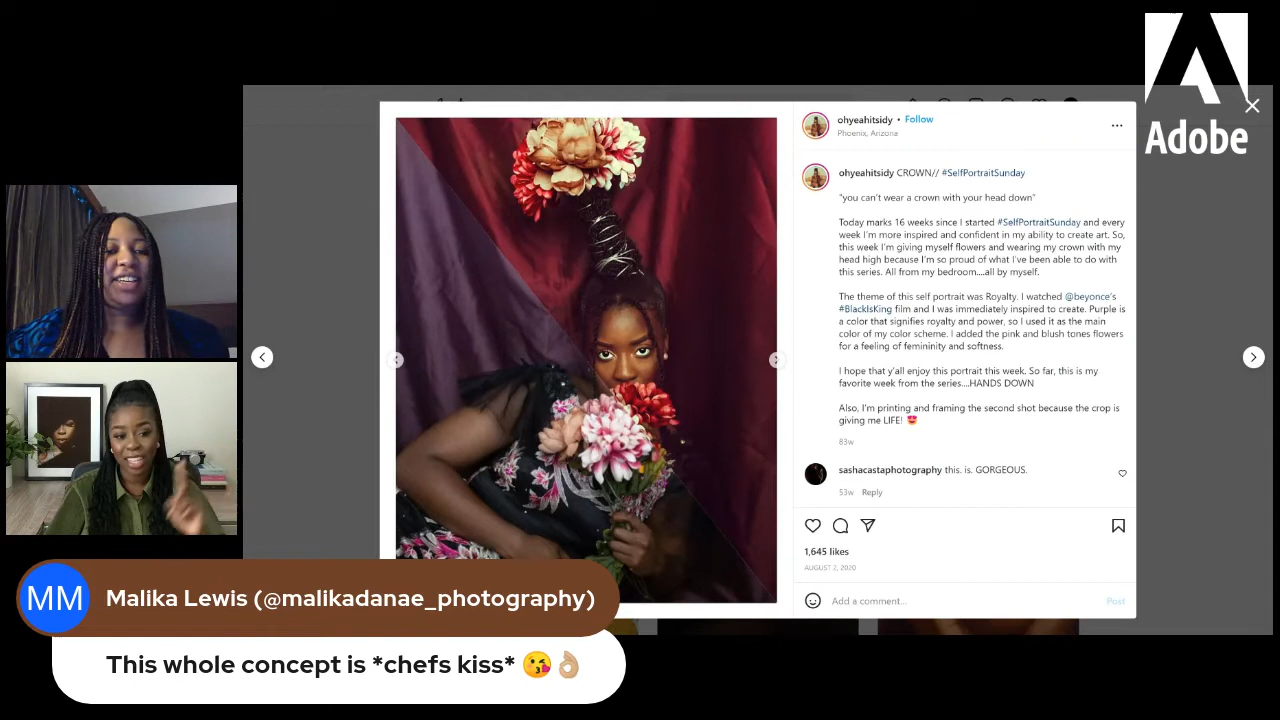 Adobe
ohyeahitsidy • Follow
Phoenix, Arizona
ohyeahitsidy CROWN// #SelfPortraitSunday
"you can't wear a crown with your head down"
Today marks 16 weeks since I started #SelfPortraitSunday and every
week I'm more inspired and confident in my ability to create art. So,
this week I'm giving myself flowers and wearing my crown with my
head high because I'm so proud of what I've been able to do with
this series. All from my bedroom....all by myself.
The theme of this self portrait was Royalty. I watched @beyonce's
#BlackIsKing film and I was immediately inspired to create. Purple is
a color that signifies royalty and power, so I used it as the main
color of my color scheme. I added the pink and blush tones flowers
for a feeling of femininity and softness.
I hope that y'all enjoy this portrait this week. So far, this is my
favorite week from the series....HANDS DOWN
Also, I'm printing and framing the second shot because the crop is
giving me LIFE! 😍
83w
sashacastaphotography this. is. GORGEOUS.
53w Reply
1,645 likes
AUGUST 2, 2020
Add a comment...
Post
MM
Malika Lewis (@malikadanae_photography)
This whole concept is *chefs kiss* 😘👌🏼